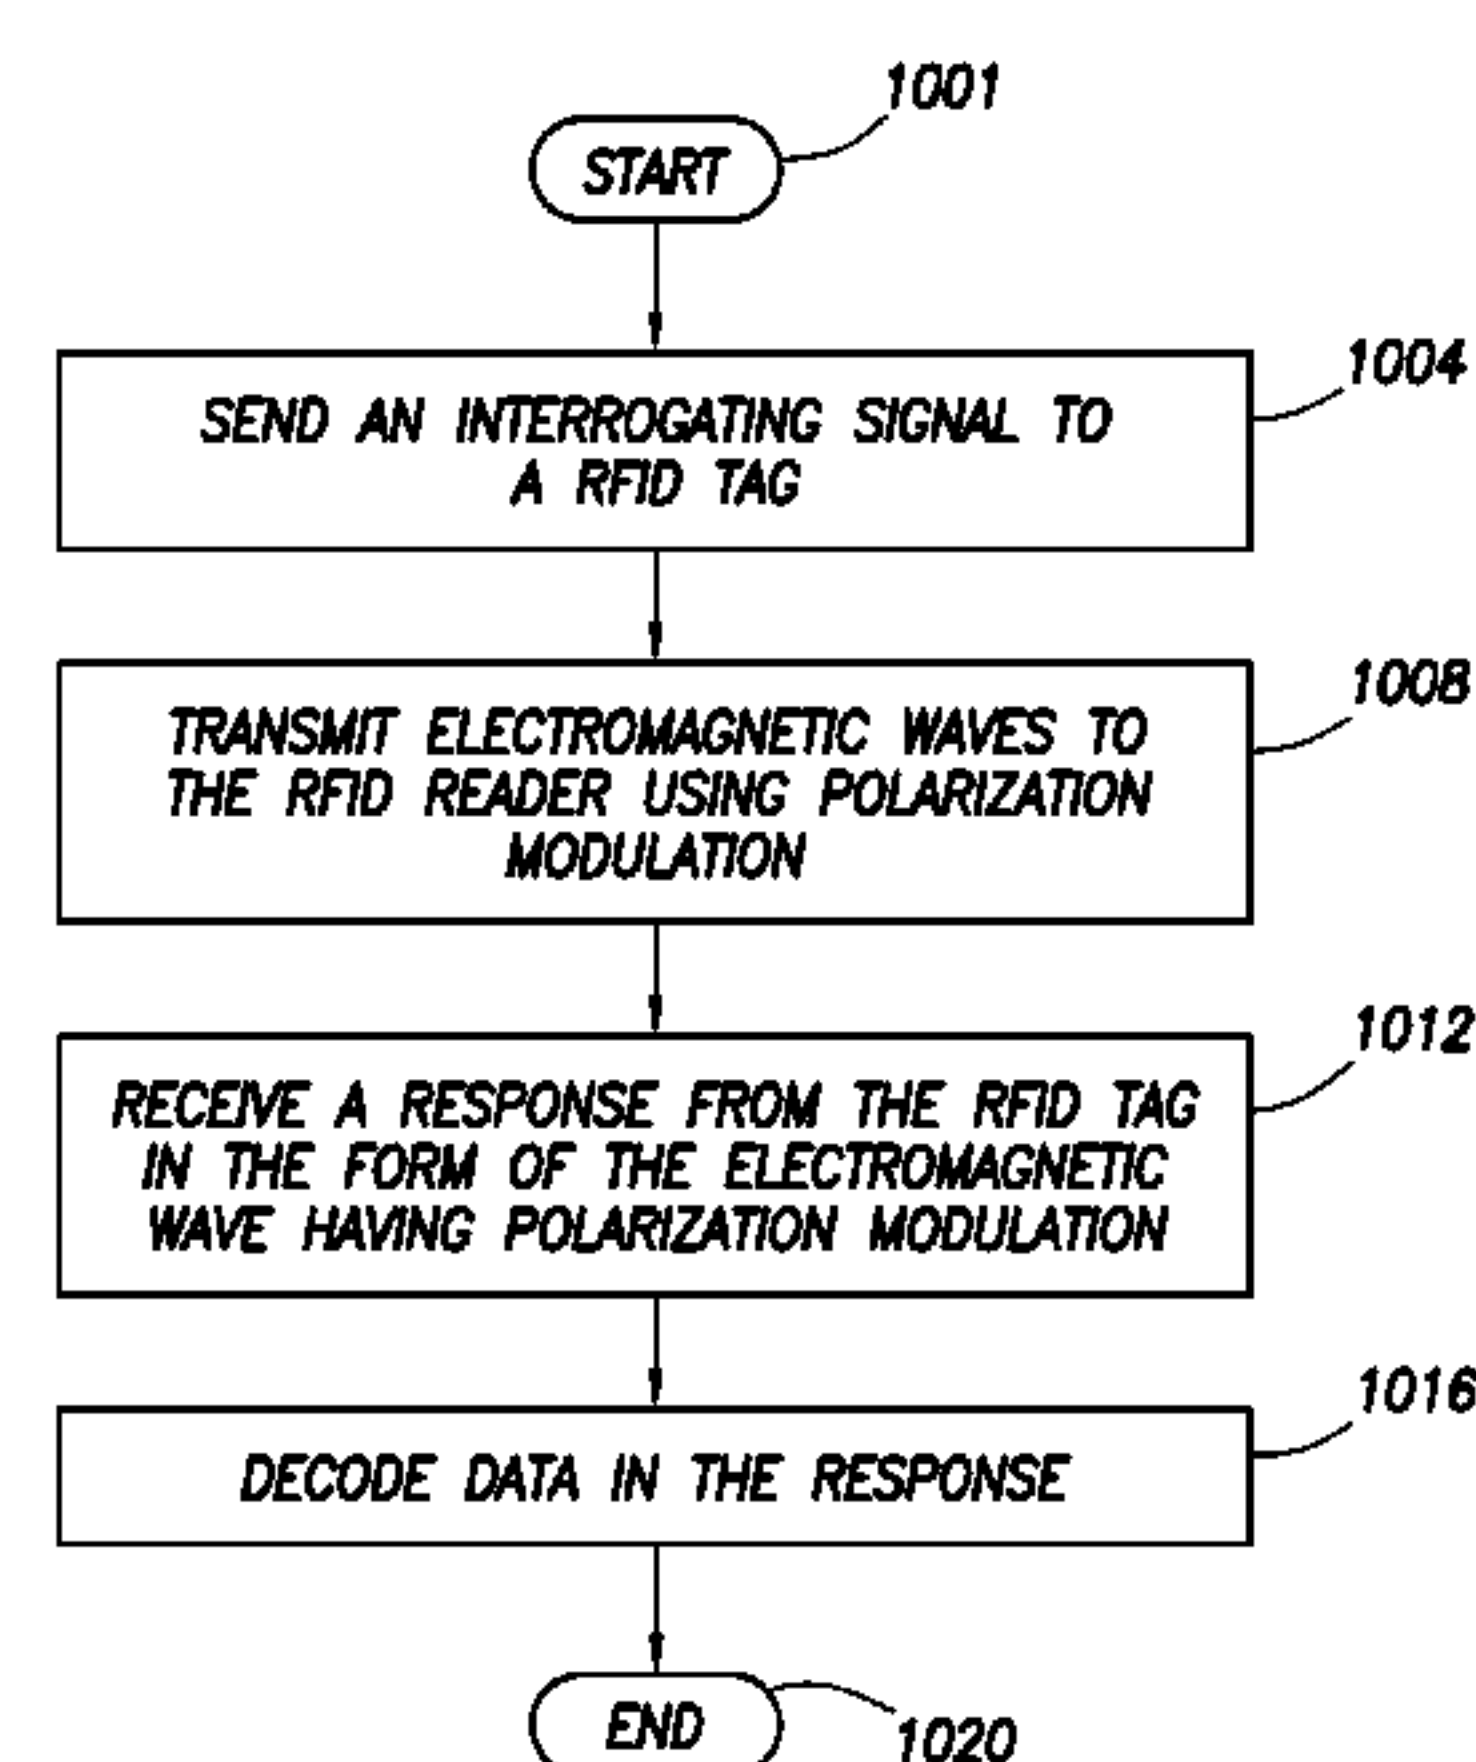 1001
START
1004
SEND AN INTERROGATING SIGNAL TO
A RFID TAG
1008
TRANSMIT ELECTROMAGNETIC WAVES TO
THE RFID READER USING POLARIZATION
MODULATION
1012
RECEIVE A RESPONSE FROM THE RFID TAG
IN THE FORM OF THE ELECTROMAGNETIC
WAVE HAVING POLARIZATION MODULATION
1016
DECODE DATA IN THE RESPONSE
END
1020